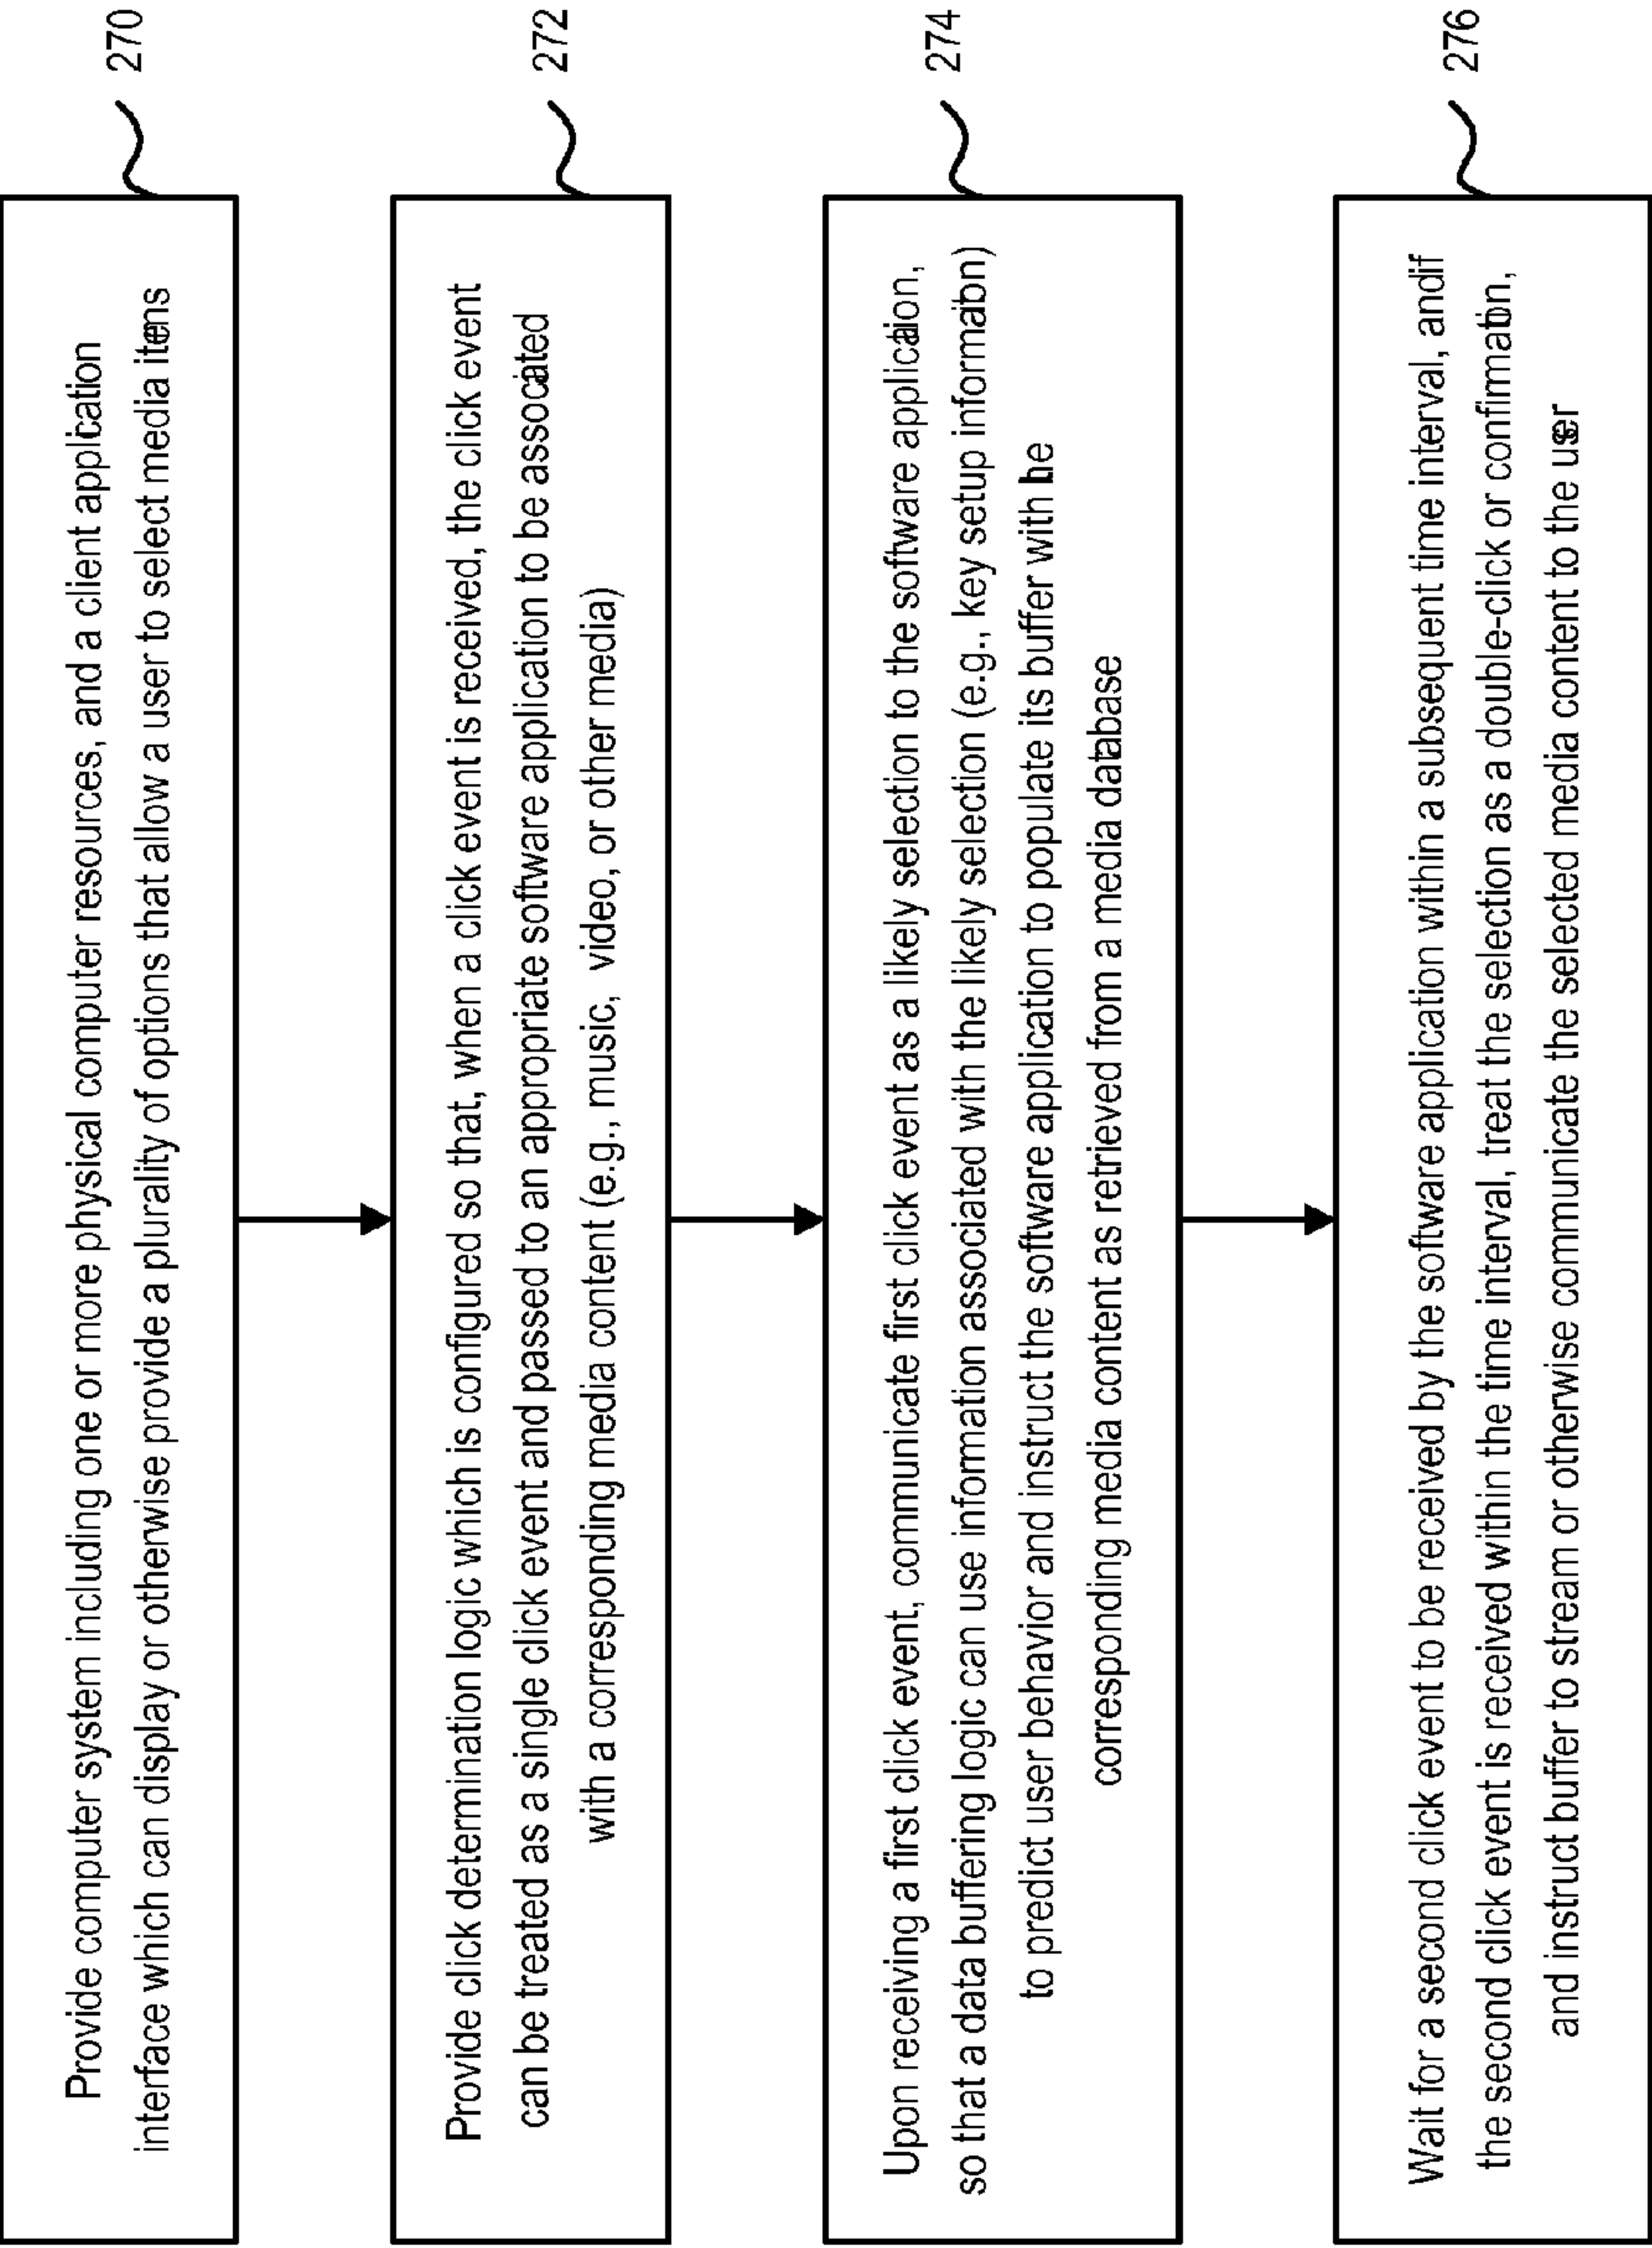 Provide computer system including one or more physical computer resources, and a client application
interface which can display or otherwise provide a plurality of options that allow a user to select media items
270
Provide click determination logic which is configured so that, when a click event is received, the click event
can be treated as a single click event and passed to an appropriate software application to be associated
with a corresponding media content (e.g., music, video, or other media)
272
Upon receiving a first click event, communicate first click event as a likely selection to the software application,
so that a data buffering logic can use information associated with the likely selection (e.g., key setup information)
to predict user behavior and instruct the software application to populate its buffer with the
corresponding media content as retrieved from a media database
274
Wait for a second click event to be received by the software application within a subsequent time interval, and if
the second click event is received within the time interval, treat the selection as a double-click or confirmation,
and instruct buffer to stream or otherwise communicate the selected media content to the user
276